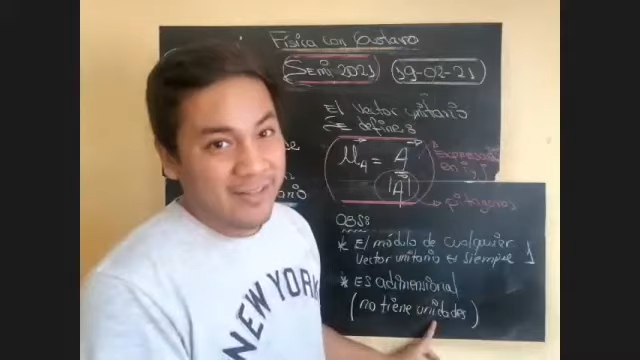 Física con Gustavo
SEMI 2021
19-02-21
El vector unitario
se define:
μA = A
|A|
Expresado
en i, j
pitágoras
OBS:
* El módulo de cualquier
vector unitario es siempre 1
* ES adimensional
(no tiene unidades)
NEW YORK